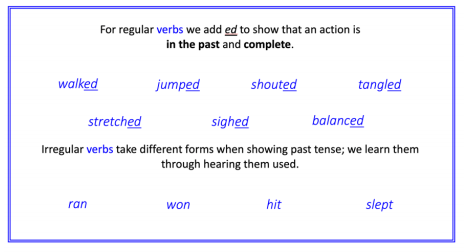 For regular verbs we add ed to show that an action is
in the past and complete.
walked jumped shouted tangled
stretched sighed balanced
Irregular verbs take different forms when showing past tense; we learn them
through hearing them used.
ran won hit slept